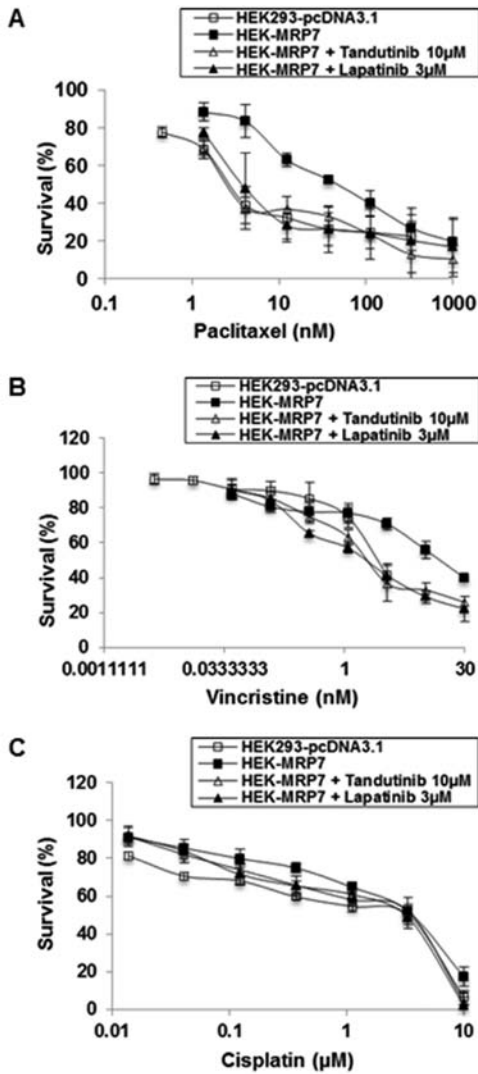 A
HEK293-pcDNA3.1
HEK-MRP7
HEK-MRP7 + Tandutinib 10μM
HEK-MRP7 + Lapatinib 3μM
100
80
60
40
20
0
Survival (%)
0.1 1 10 100 1000
Paclitaxel (nM)
B
HEK293-pcDNA3.1
HEK-MRP7
HEK-MRP7 + Tandutinib 10μM
HEK-MRP7 + Lapatinib 3μM
120
100
80
60
40
20
0
Survival (%)
0.0011111 0.0333333 1 30
Vincristine (nM)
C
HEK293-pcDNA3.1
HEK-MRP7
HEK-MRP7 + Tandutinib 10μM
HEK-MRP7 + Lapatinib 3μM
120
100
80
60
40
20
0
Survival (%)
0.01 0.1 1 10
Cisplatin (μM)